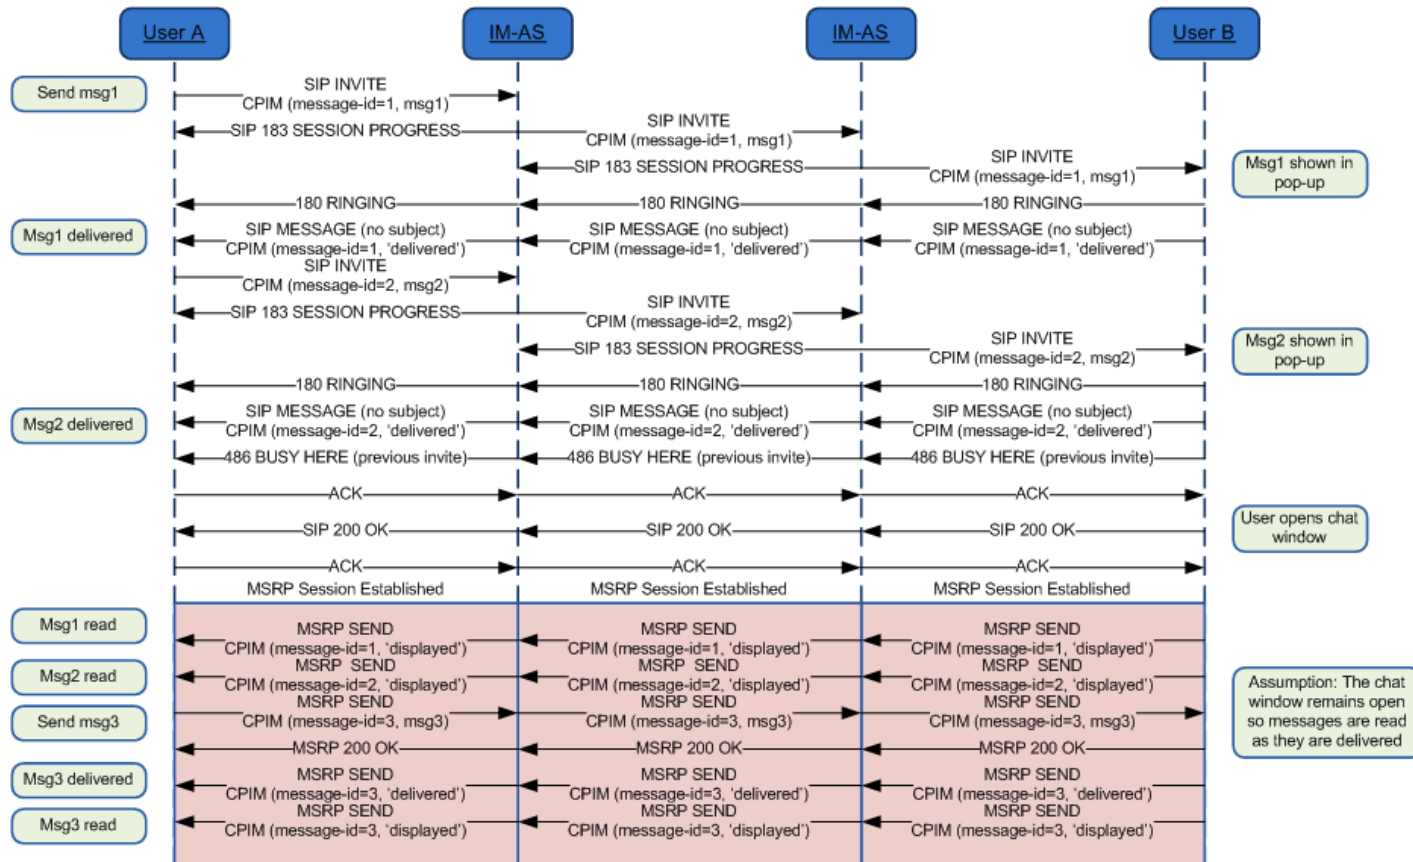 User A
IM-AS
IM-AS
User B
Send msg1
SIP INVITE
CPIM (message-id=1, msg1)
SIP 183 SESSION PROGRESS
SIP INVITE
CPIM (message-id=1, msg1)
SIP 183 SESSION PROGRESS
SIP INVITE
CPIM (message-id=1, msg1)
Msg1 shown in
pop-up
180 RINGING
180 RINGING
180 RINGING
Msg1 delivered
SIP MESSAGE (no subject)
CPIM (message-id=1, ‘delivered’)
SIP MESSAGE (no subject)
CPIM (message-id=1, ‘delivered’)
SIP MESSAGE (no subject)
CPIM (message-id=1, ‘delivered’)
SIP INVITE
CPIM (message-id=2, msg2)
SIP 183 SESSION PROGRESS
SIP INVITE
CPIM (message-id=2, msg2)
SIP 183 SESSION PROGRESS
SIP INVITE
CPIM (message-id=2, msg2)
Msg2 shown in
pop-up
180 RINGING
180 RINGING
180 RINGING
Msg2 delivered
SIP MESSAGE (no subject)
CPIM (message-id=2, ‘delivered’)
SIP MESSAGE (no subject)
CPIM (message-id=2, ‘delivered’)
SIP MESSAGE (no subject)
CPIM (message-id=2, ‘delivered’)
486 BUSY HERE (previous invite)
486 BUSY HERE (previous invite)
486 BUSY HERE (previous invite)
ACK
ACK
ACK
SIP 200 OK
SIP 200 OK
SIP 200 OK
User opens chat
window
ACK
ACK
ACK
MSRP Session Established
MSRP Session Established
MSRP Session Established
Msg1 read
MSRP SEND
CPIM (message-id=1, ‘displayed’)
MSRP SEND
CPIM (message-id=1, ‘displayed’)
MSRP SEND
CPIM (message-id=1, ‘displayed’)
Msg2 read
MSRP SEND
CPIM (message-id=2, ‘displayed’)
MSRP SEND
CPIM (message-id=2, ‘displayed’)
MSRP SEND
CPIM (message-id=2, ‘displayed’)
Send msg3
MSRP SEND
CPIM (message-id=3, msg3)
MSRP SEND
CPIM (message-id=3, msg3)
MSRP SEND
CPIM (message-id=3, msg3)
Assumption: The chat
window remains open
so messages are read
as they are delivered
MSRP 200 OK
MSRP 200 OK
MSRP 200 OK
Msg3 delivered
MSRP SEND
CPIM (message-id=3, ‘delivered’)
MSRP SEND
CPIM (message-id=3, ‘delivered’)
MSRP SEND
CPIM (message-id=3, ‘delivered’)
Msg3 read
MSRP SEND
CPIM (message-id=3, ‘displayed’)
MSRP SEND
CPIM (message-id=3, ‘displayed’)
MSRP SEND
CPIM (message-id=3, ‘displayed’)